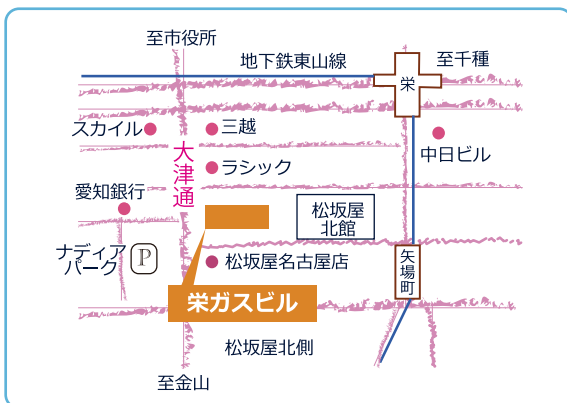 至市役所
地下鉄東山線
至千種
栄
スカイル
三越
中日ビル
大津通
ラシック
愛知銀行
松坂屋
北館
ナディア
パーク
P
松坂屋名古屋店
矢場町
栄ガスビル
松坂屋北側
至金山